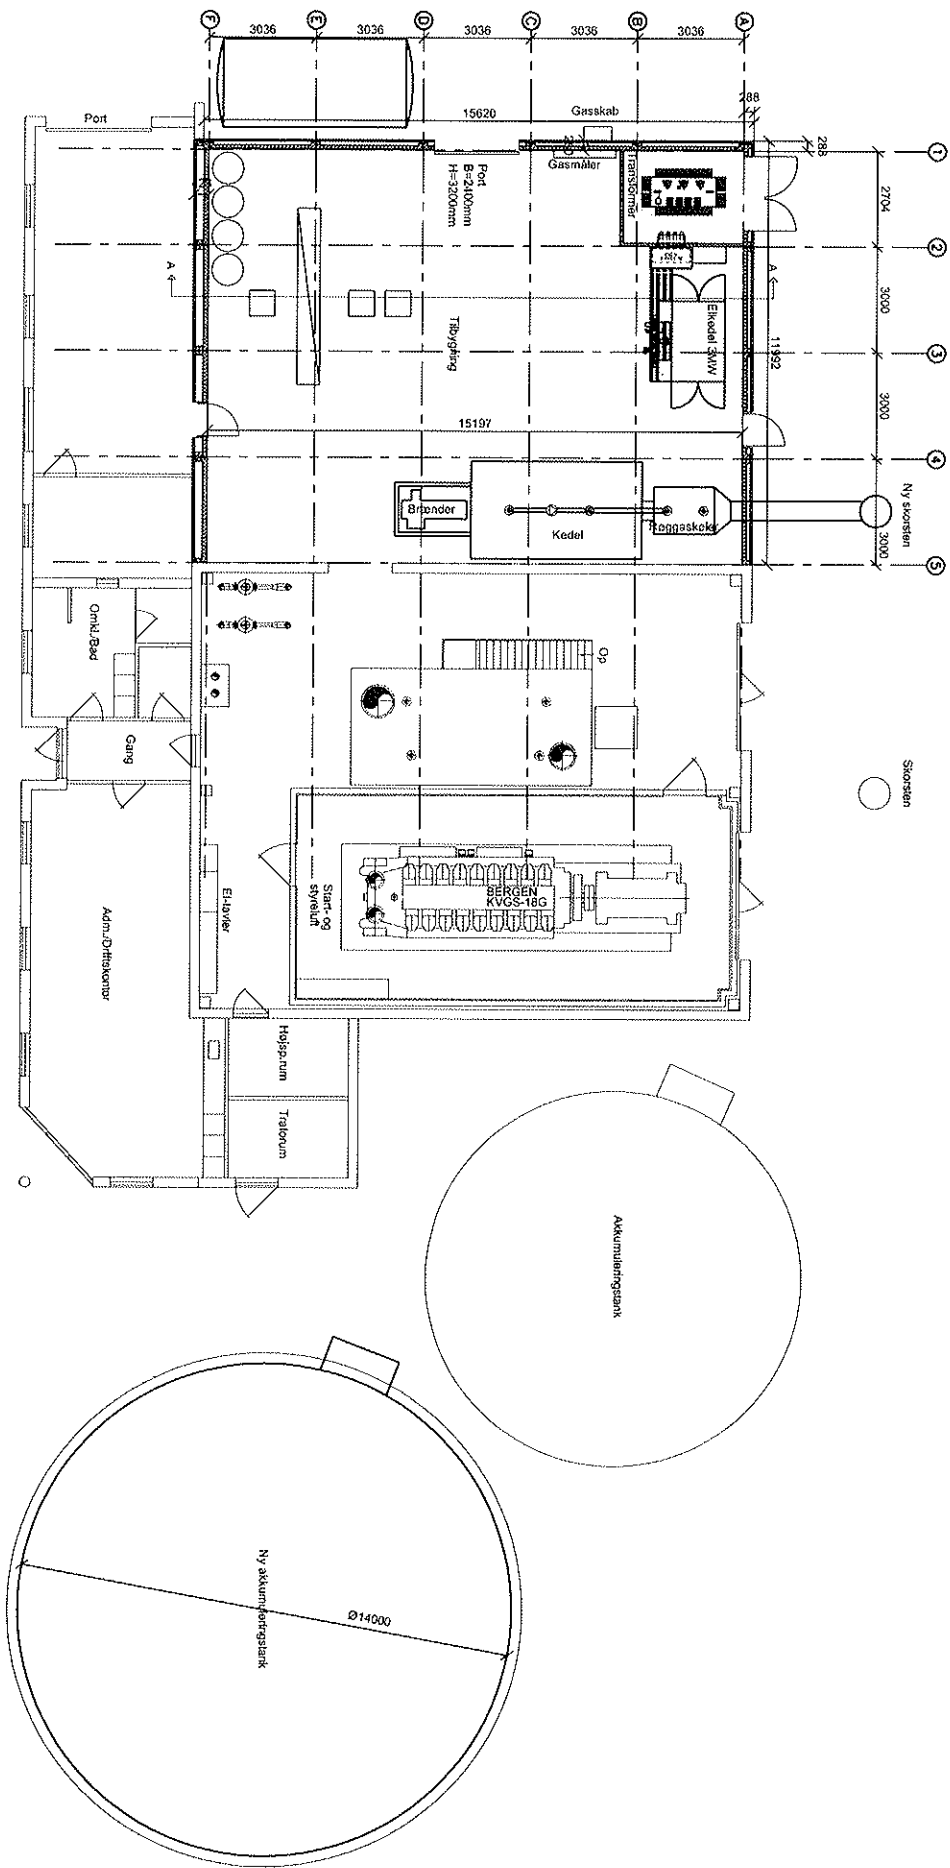 F
E
D
C
B
A
3036
3036
3036
3036
3036
288
15620
Gasskab
Port
288
Gasmåler
Transformer
Port
B=2400mm
H=3200mm
1
2704
2
A
A
3000
Elkedel 3MW
Tilbygning
11992
3
3000
15197
4
Ny skorsten
Brænder
Kedel
Røggaskøler
3000
5
Omkl./Bad
Op
Gang
Skorsten
BERGEN
KVGS-18G
Start- og
styreluft
El-tavler
Adm./Driftskontor
Højsp.rum
Traforum
Akkumuleringstank
Ny akkumuleringstank
Ø14000